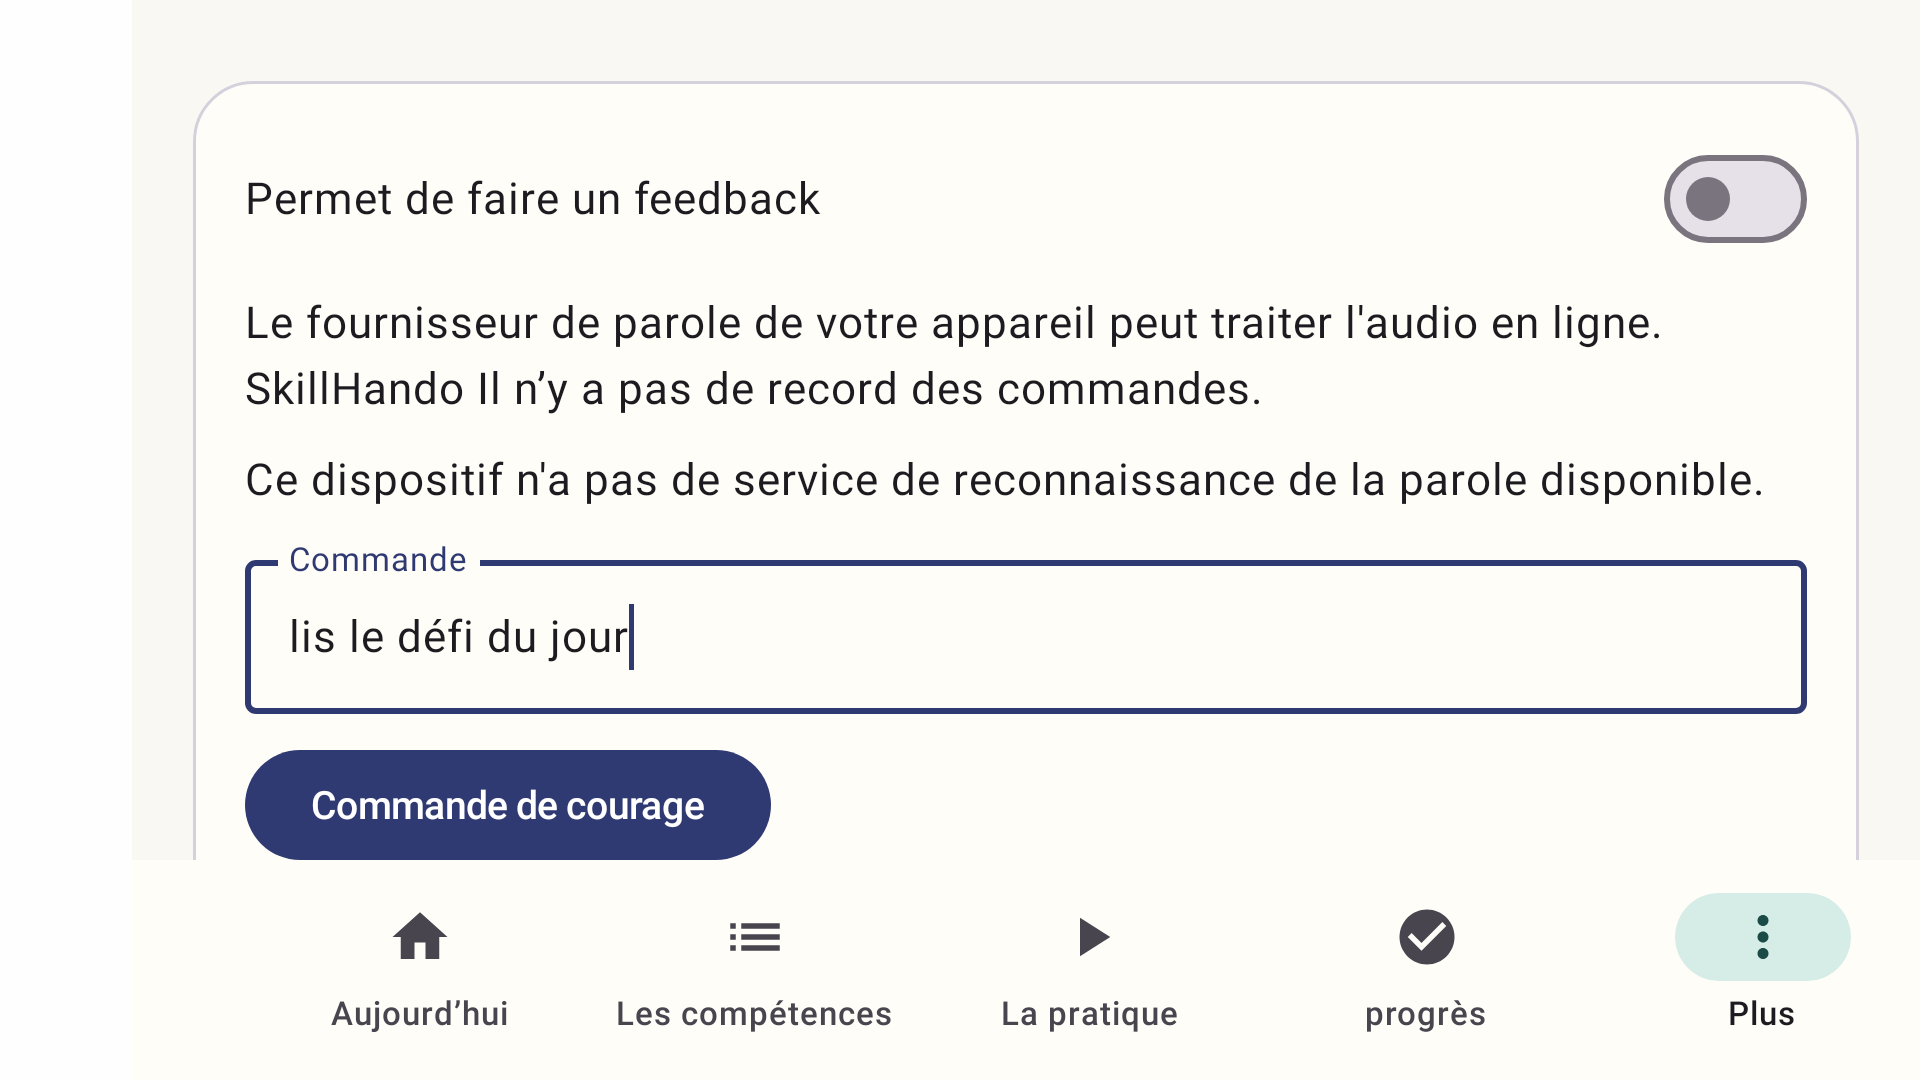 Permet de faire un feedback
Le fournisseur de parole de votre appareil peut traiter l'audio en ligne.
SkillHando Il n’y a pas de record des commandes.
Ce dispositif n'a pas de service de reconnaissance de la parole disponible.
Commande
lis le défi du jour
Commande de courage
Aujourd’hui
Les compétences
La pratique
progrès
Plus